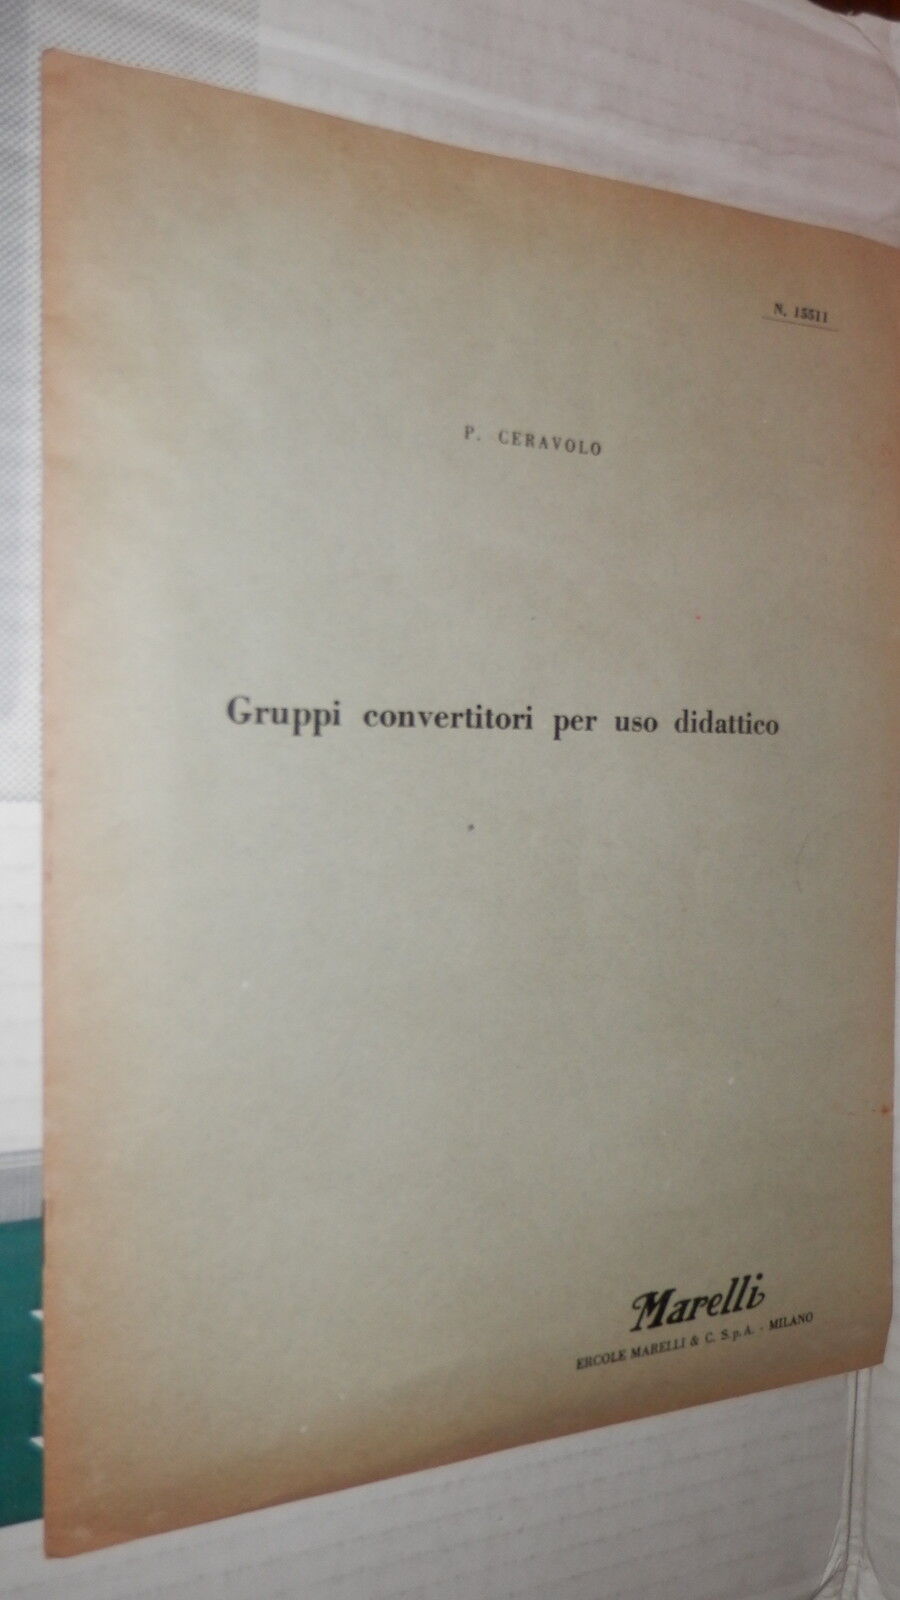 N. 15511
P. CERAVOLO
Gruppi convertitori per uso didattico
Marelli
ERCOLE MARELLI & C. S.p.A. - MILANO